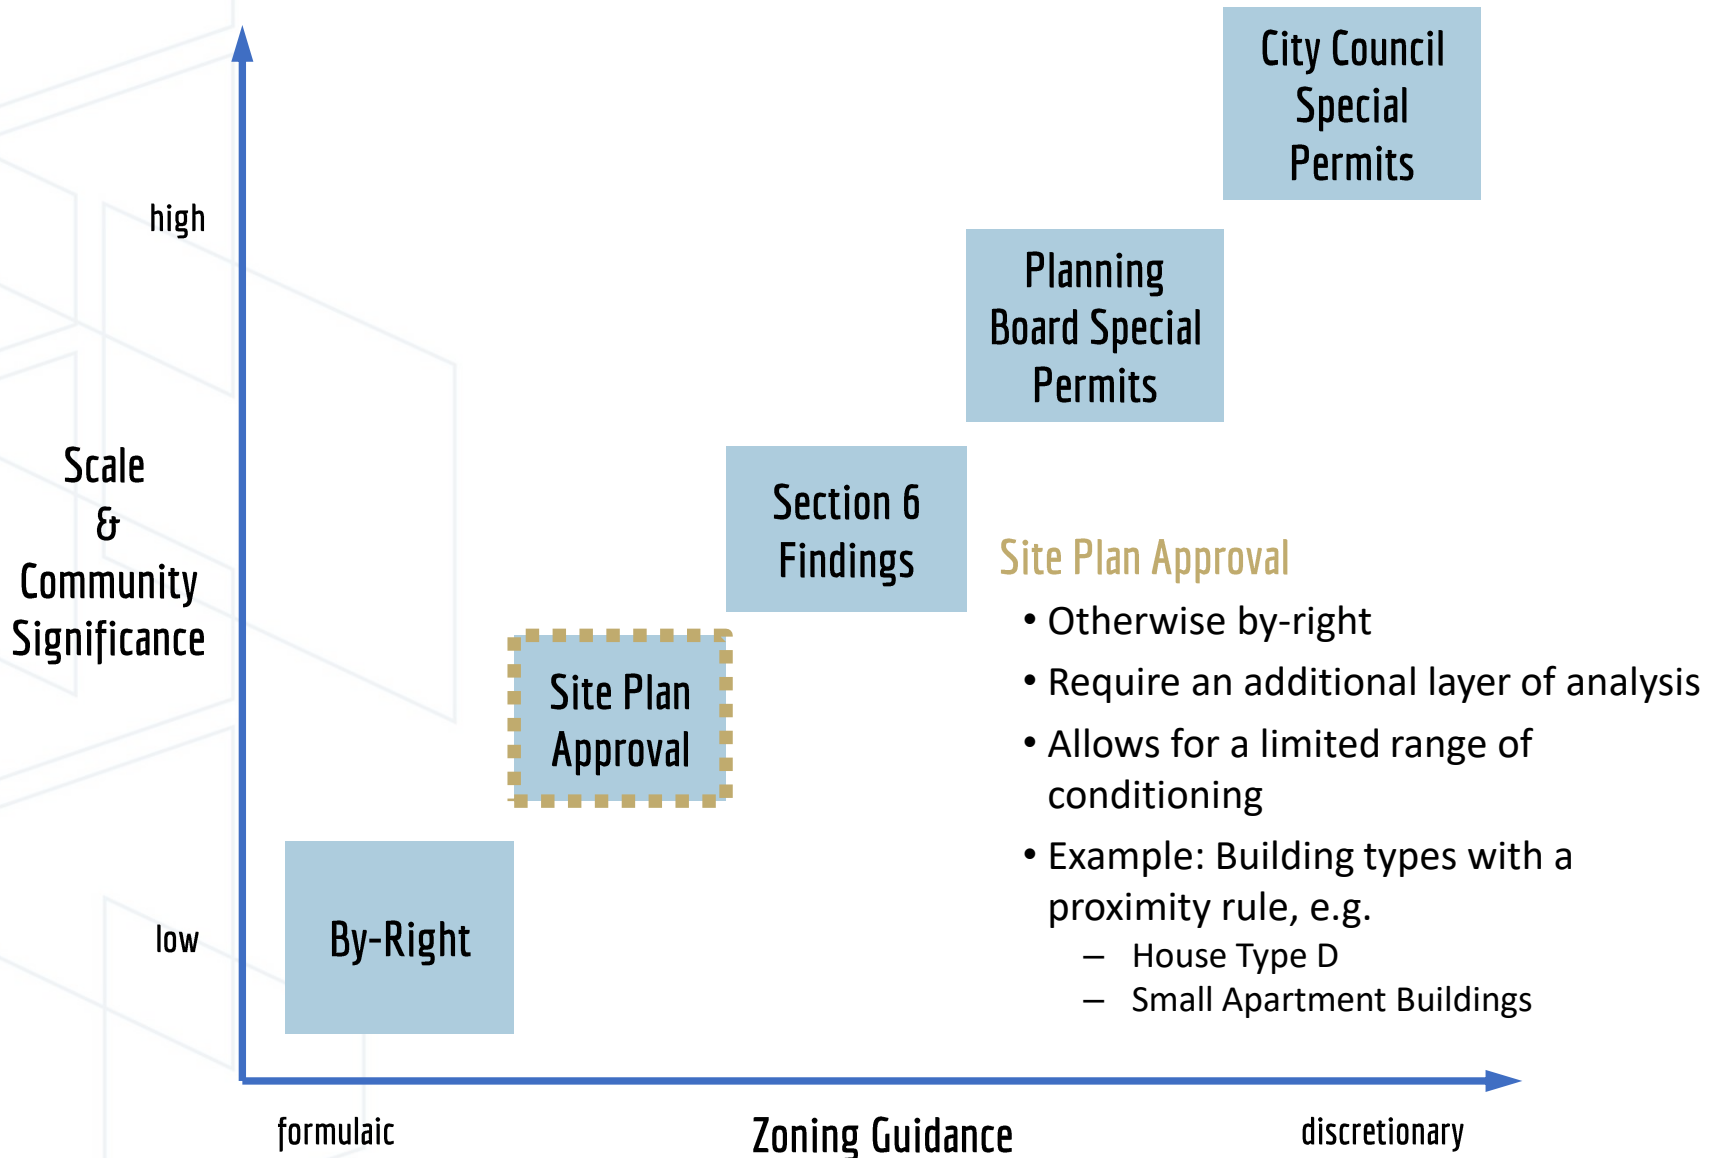 City Council
Special
Permits
high
Planning
Board Special
Permits
Scale
&
Community
Significance
Section 6
Findings
Site Plan Approval
• Otherwise by-right
• Require an additional layer of analysis
• Allows for a limited range of
conditioning
• Example: Building types with a
proximity rule, e.g.
– House Type D
– Small Apartment Buildings
Site Plan
Approval
low
By-Right
formulaic
Zoning Guidance
discretionary